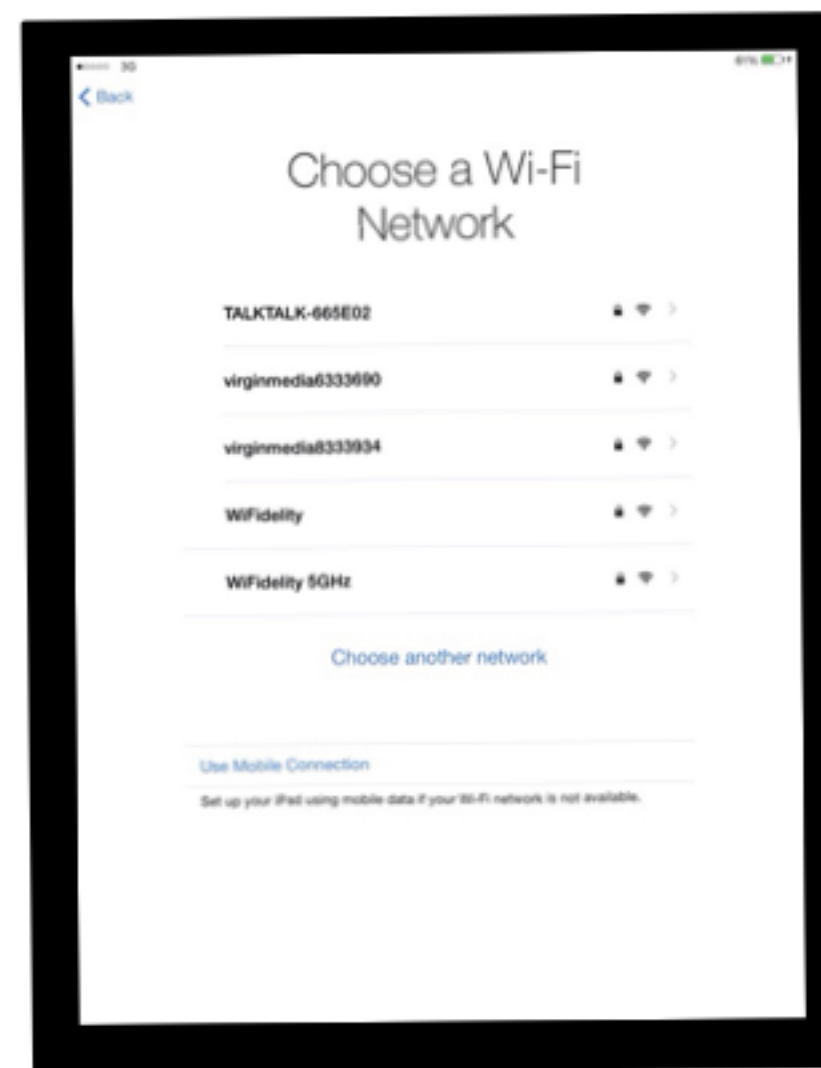 3G
61%
Back
Choose a Wi-Fi
Network
TALKTALK-665E02
virginmedia6333690
virginmedia8333934
WiFidelity
WiFidelity 5GHz
Choose another network
Use Mobile Connection
Set up your iPad using mobile data if your Wi-Fi network is not available.